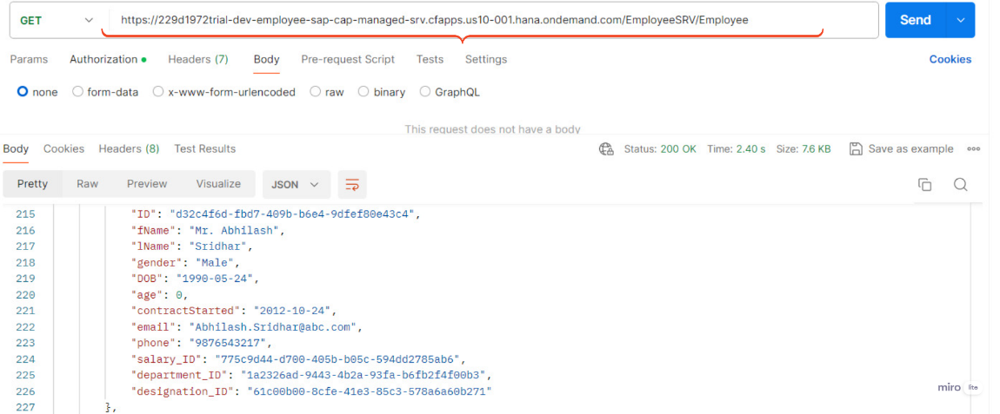 GET https://229d1972trial-dev-employee-sap-cap-managed-srv.cfapps.us10-001.hana.ondemand.com/EmployeeSRV/Employee Send
Params Authorization Headers (7) Body Pre-request Script Tests Settings Cookies
none form-data x-www-form-urlencoded raw binary GraphQL
This request does not have a body
Body Cookies Headers (8) Test Results Status: 200 OK Time: 2.40 s Size: 7.6 KB Save as example
Pretty Raw Preview Visualize JSON
215 "ID": "d32c4f6d-fbd7-409b-b6e4-9dfef80e43c4",
216 "fName": "Mr. Abhilash",
217 "lName": "Sridhar",
218 "gender": "Male",
219 "DOB": "1990-05-24",
220 "age": 0,
221 "contractStarted": "2012-10-24",
222 "email": "Abhilash.Sridhar@abc.com",
223 "phone": "9876543217",
224 "salary_ID": "775c9d44-d700-405b-b05c-594dd2785ab6",
225 "department_ID": "1a2326ad-9443-4b2a-93fa-b6fb2f4f00b3",
226 "designation_ID": "61c00b00-8cfe-41e3-85c3-578a6a60b271"
227 },
miro lite